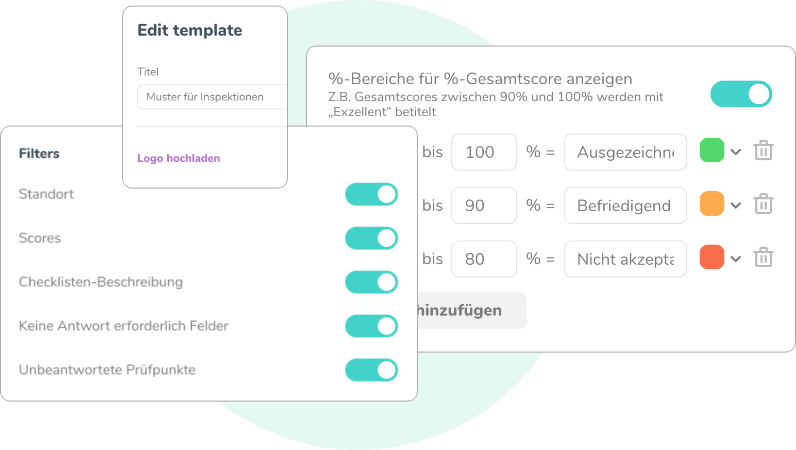 Edit template
Titel
Muster für Inspektionen
Logo hochladen
%-Bereiche für %-Gesamtscore anzeigen
Z.B. Gesamtscores zwischen 90% und 100% werden mit
„Exzellent” betitelt
bis 100 % = Ausgezeichne
bis 90 % = Befriedigend
bis 80 % = Nicht akzepta
hinzufügen
Filters
Standort
Scores
Checklisten-Beschreibung
Keine Antwort erforderlich Felder
Unbeantwortete Prüfpunkte